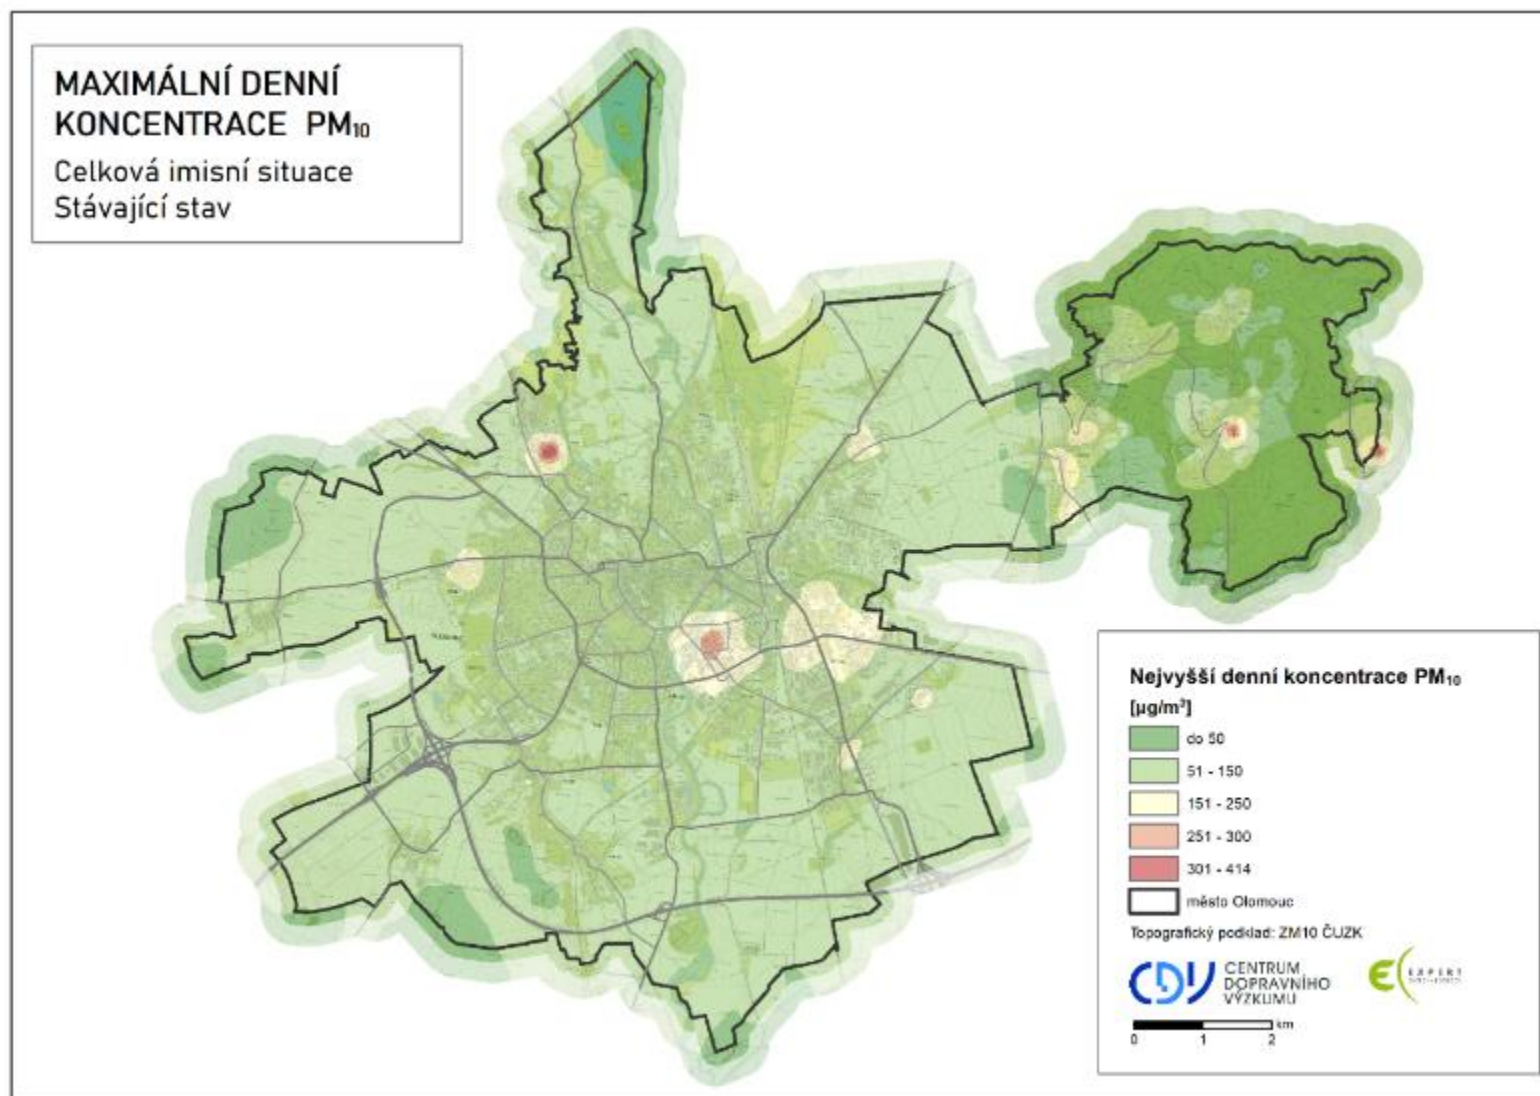 MAXIMÁLNÍ DENNÍ
KONCENTRACE PM₁₀
Celková imisní situace
Stávající stav
Nejvyšší denní koncentrace PM₁₀
[µg/m³]
do 50
51 - 150
151 - 250
251 - 300
301 - 414
město Olomouc
Topografický podklad: ZM10 ČUZK
CENTRUM
DOPRAVNÍHO
VÝZKUMU
EXPERT
km
0 1 2